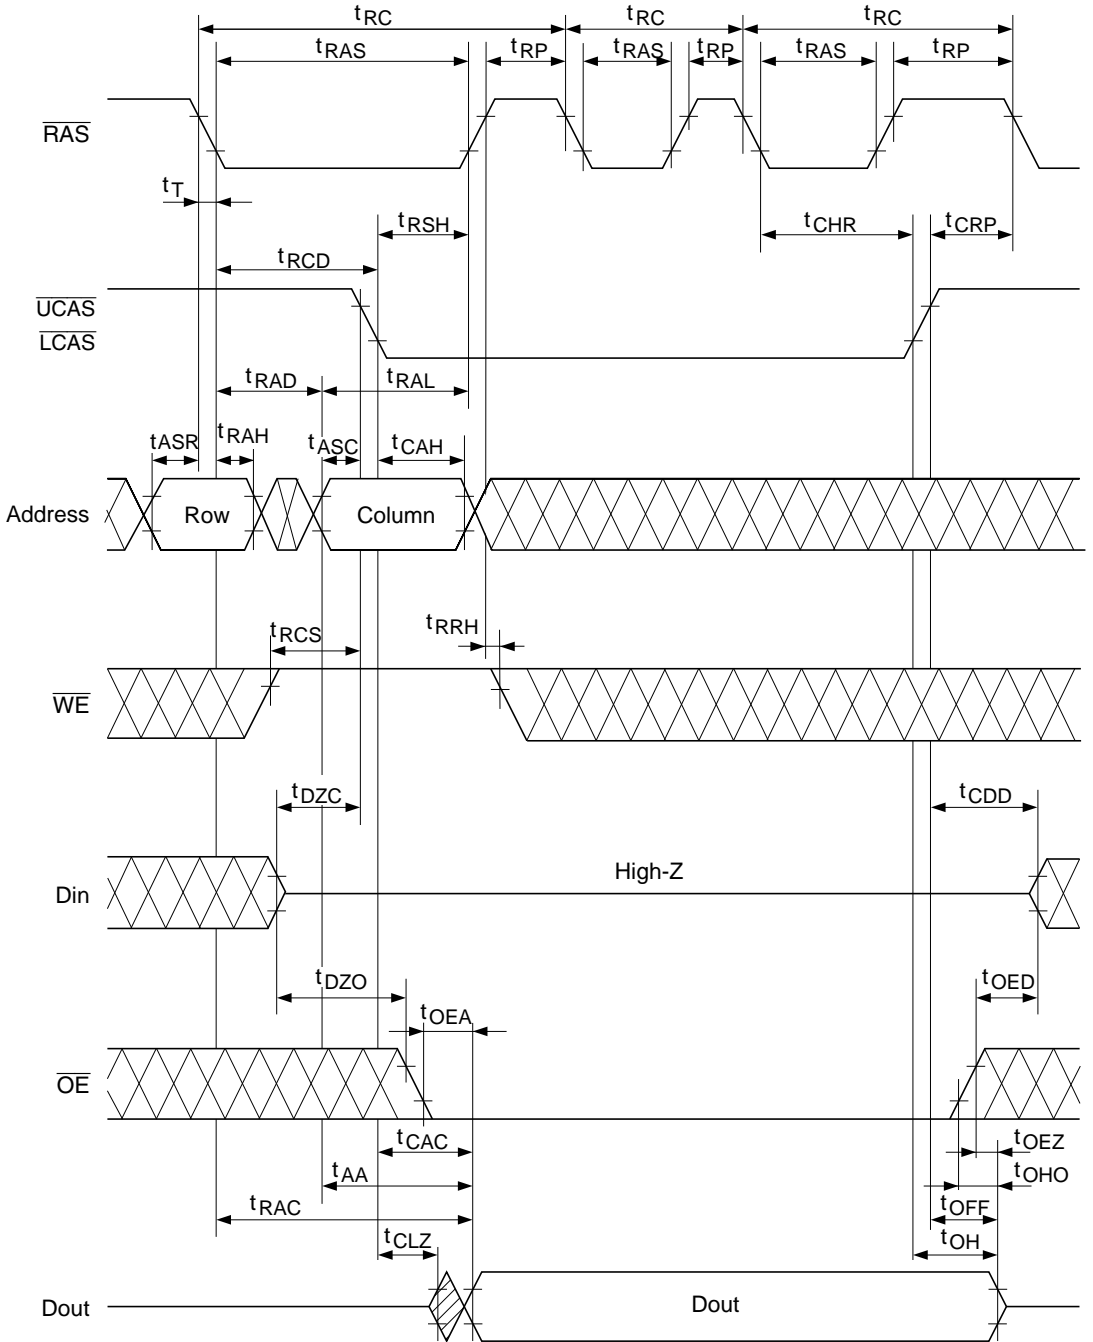 tRC tRC tRC
tRAS tRP tRAS tRP tRAS tRP
RAS
tT
tRSH tCHR tCRP
tRCD
UCAS
LCAS
tRAD tRAL
tASR tRAH tASC tCAH
Address Row Column
tRCS tRRH
WE
tDZC tCDD
Din High-Z
tDZO tOED
tOEA
OE
tCAC tOEZ
tAA tOHO
tRAC tOFF
tCLZ tOH
Dout Dout